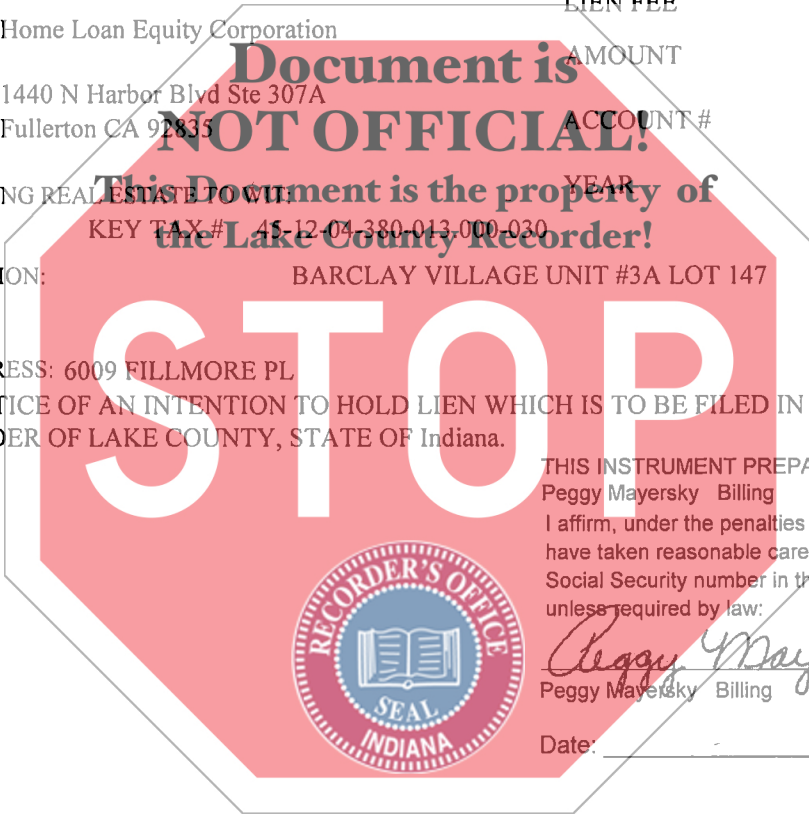 LIEN FEE
Home Loan Equity Corporation
Document is
AMOUNT
1440 N Harbor Blvd Ste 307A
Fullerton CA 92835
NOT OFFICIAL!
ACCOUNT #
NG REAL ESTATE TO WIT:
This Document is the property of
YEAR
KEY TAX # 45-12-04-380-013.000-030
the Lake County Recorder!
ION: BARCLAY VILLAGE UNIT #3A LOT 147
STOP
RESS: 6009 FILLMORE PL
TICE OF AN INTENTION TO HOLD LIEN WHICH IS TO BE FILED IN
DER OF LAKE COUNTY, STATE OF Indiana.
THIS INSTRUMENT PREPA
Peggy Mayersky Billing
I affirm, under the penalties
have taken reasonable care
Social Security number in th
unless required by law:
RECORDER'S OFFICE
SEAL
INDIANA
Peggy May
Peggy Mayersky Billing
Date: